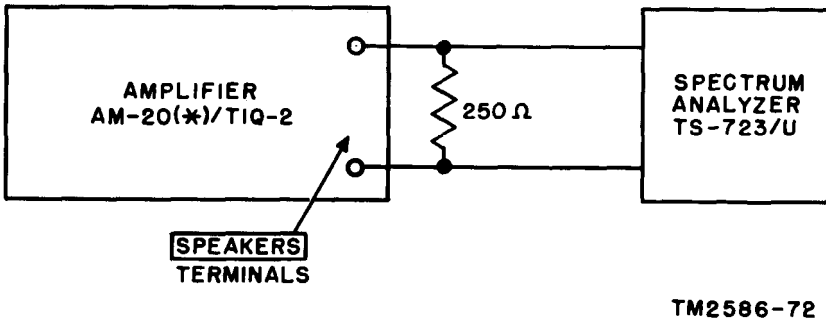 AMPLIFIER
AM-20(*)/TIQ-2
250 Ω
SPECTRUM
ANALYZER
TS-723/U
SPEAKERS
TERMINALS
TM2586-72